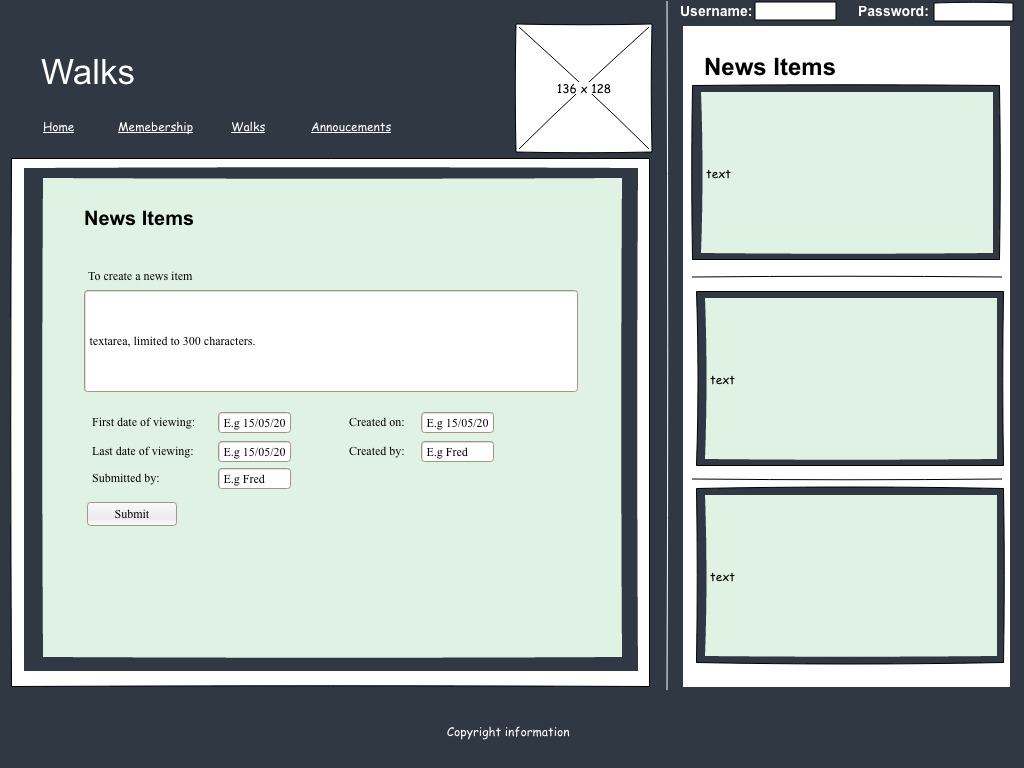 Username:
Password:
Walks
136 x 128
Home
Memebership
Walks
Annoucements
News Items
To create a news item
textarea, limited to 300 characters.
First date of viewing:
E.g 15/05/20
Created on:
E.g 15/05/20
Last date of viewing:
E.g 15/05/20
Created by:
E.g Fred
Submitted by:
E.g Fred
Submit
News Items
text
text
text
Copyright information